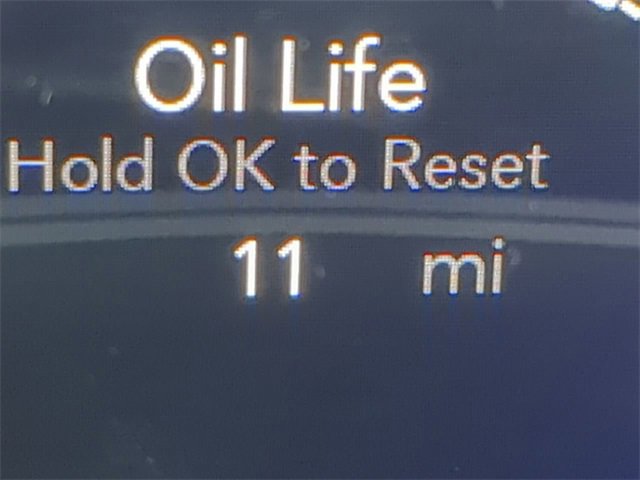 Oil Life
Hold OK to Reset
11 mi